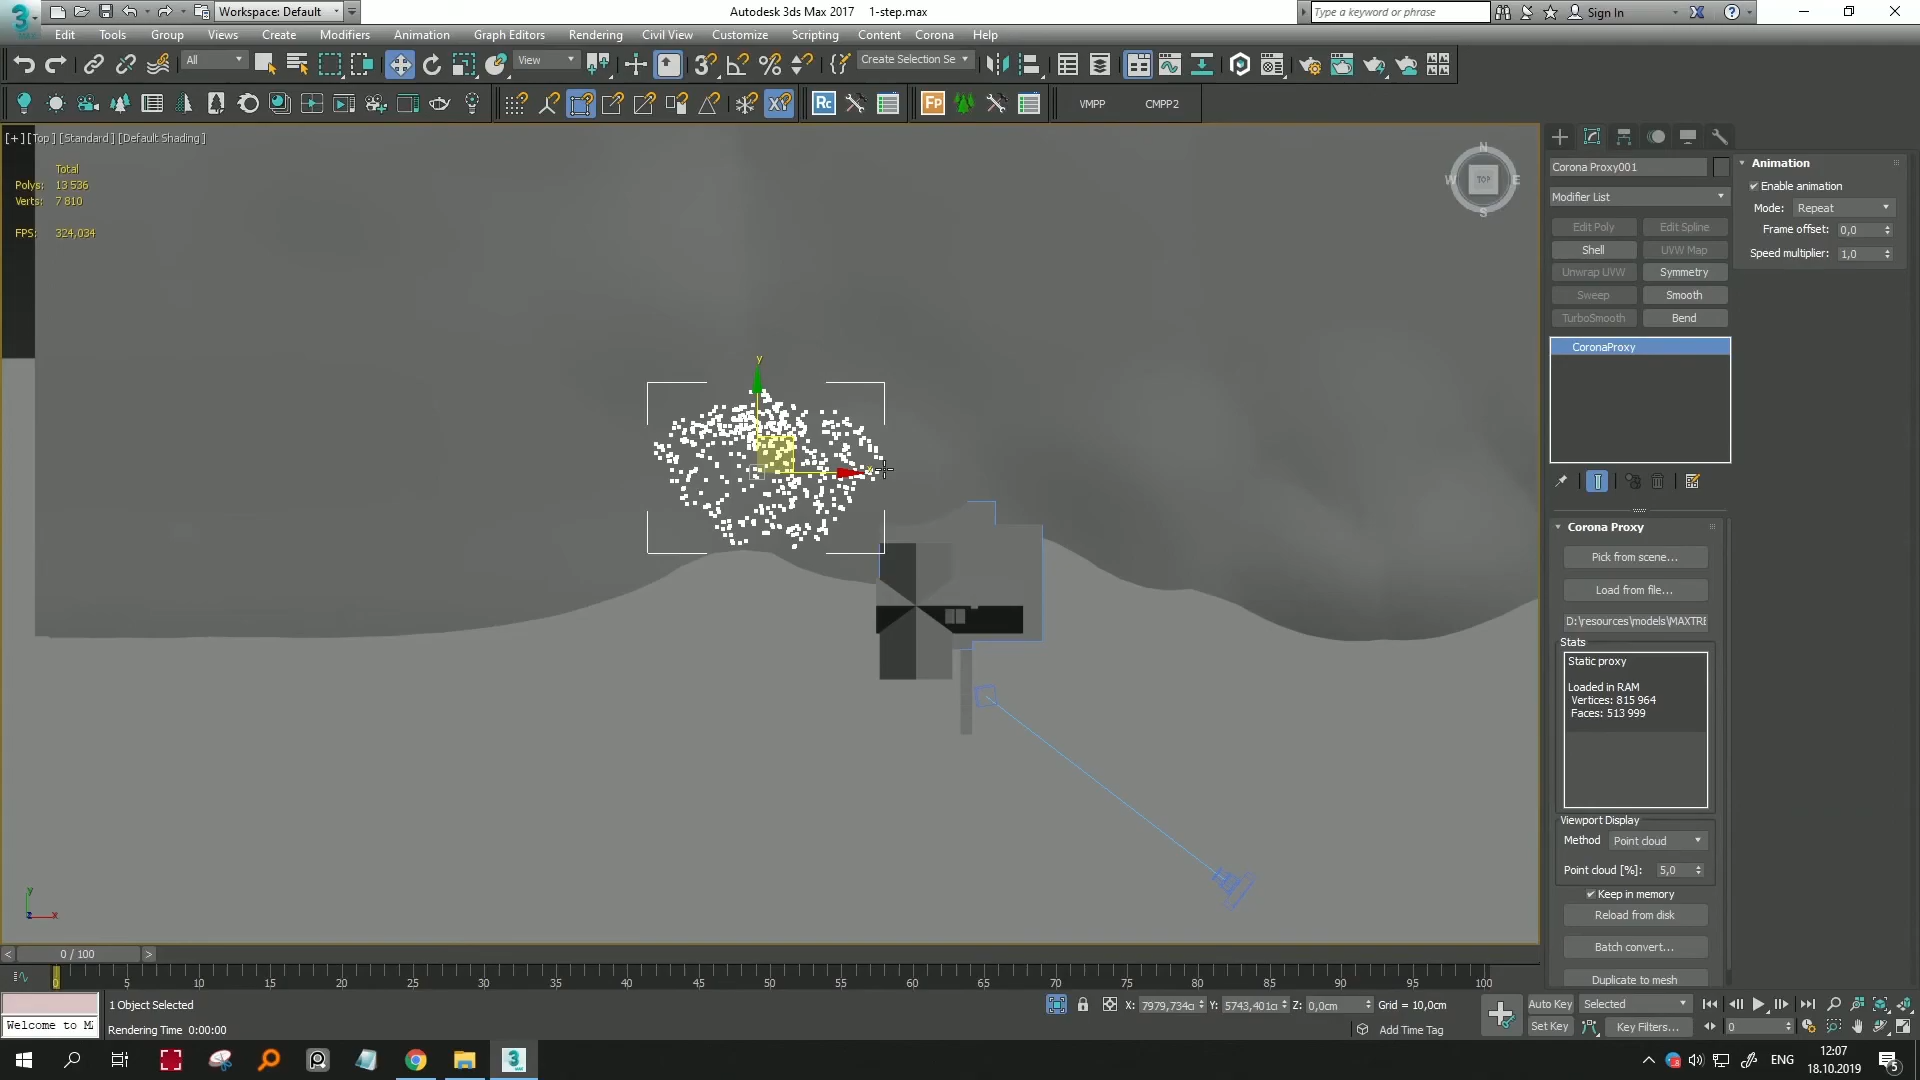 Workspace: Default
Autodesk 3ds Max 2017    1-step.max
Type a keyword or phrase
Sign In
MAX
Edit
Tools
Group
Views
Create
Modifiers
Animation
Graph Editors
Rendering
Civil View
Customize
Scripting
Content
Corona
Help
All
View
Create Selection Se
Rc
Fp
VMPP
CMPP2
[+] [Top ] [Standard ] [Default Shading ]
Total
Polys: 13 536
Verts: 7 810
FPS: 324,034
N
W TOP E
S
y
x
Corona Proxy001
Modifier List
Edit Poly
Edit Spline
Shell
UVW Map
Unwrap UVW
Symmetry
Sweep
Smooth
TurboSmooth
Bend
CoronaProxy
Animation
Enable animation
Mode: Repeat
Frame offset: 0,0
Speed multiplier: 1,0
Corona Proxy
Pick from scene...
Load from file...
D:\resources\models\MAXTRE
Stats
Static proxy
Loaded in RAM
Vertices: 815 964
Faces: 513 999
Viewport Display
Method Point cloud
Point cloud [%]: 5,0
Keep in memory
Reload from disk
Batch convert...
Duplicate to mesh
y
z x
< 0 / 100 >
0 5 10 15 20 25 30 35 40 45 50 55 60 65 70 75 80 85 90 95 100
1 Object Selected
Welcome to M
Rendering Time 0:00:00
X: 7979,734c
Y: 5743,401c
Z: 0,0cm
Grid = 10,0cm
Add Time Tag
Auto Key
Selected
Set Key
Key Filters...
0
ENG
12:07
18.10.2019
5